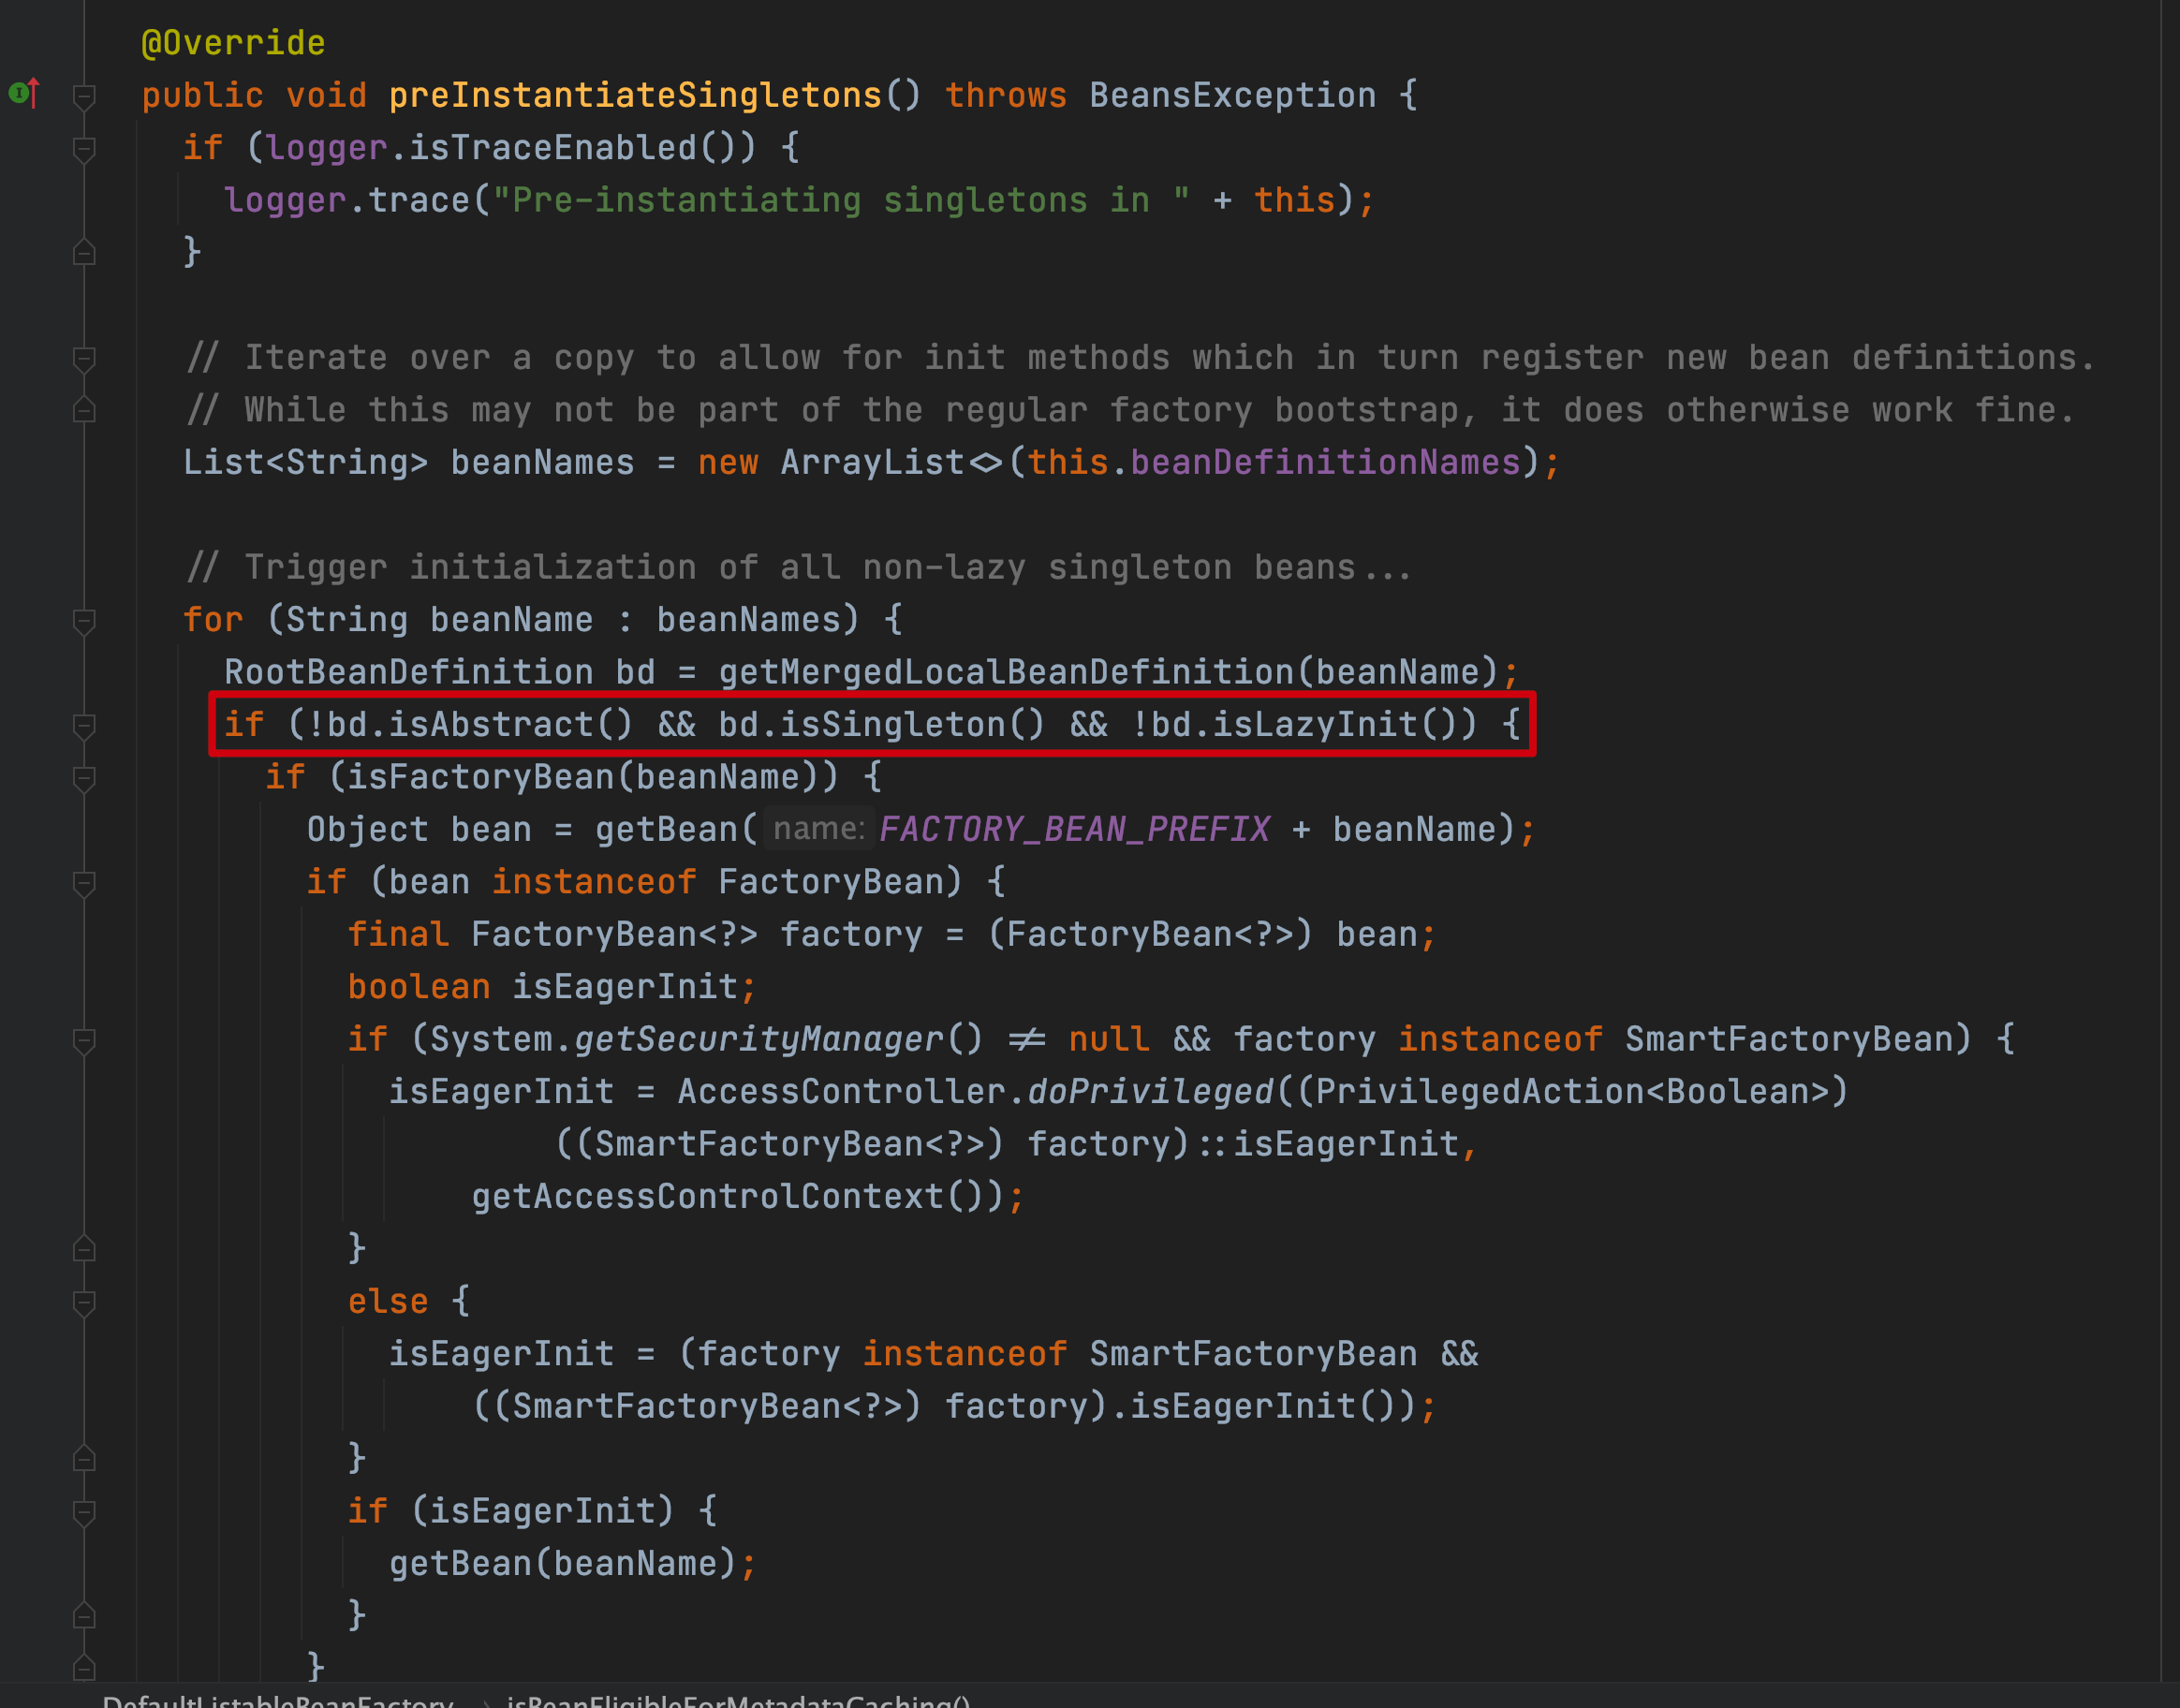 @Override
public void preInstantiateSingletons() throws BeansException {
if (logger.isTraceEnabled()) {
logger.trace("Pre-instantiating singletons in " + this);
}
// Iterate over a copy to allow for init methods which in turn register new bean definitions.
// While this may not be part of the regular factory bootstrap, it does otherwise work fine.
List<String> beanNames = new ArrayList<>(this.beanDefinitionNames);
// Trigger initialization of all non-lazy singleton beans...
for (String beanName : beanNames) {
RootBeanDefinition bd = getMergedLocalBeanDefinition(beanName);
if (!bd.isAbstract() && bd.isSingleton() && !bd.isLazyInit()) {
if (isFactoryBean(beanName)) {
Object bean = getBean( name: FACTORY_BEAN_PREFIX + beanName);
if (bean instanceof FactoryBean) {
final FactoryBean<?> factory = (FactoryBean<?>) bean;
boolean isEagerInit;
if (System.getSecurityManager() != null && factory instanceof SmartFactoryBean) {
isEagerInit = AccessController.doPrivileged((PrivilegedAction<Boolean>)
((SmartFactoryBean<?>) factory)::isEagerInit,
getAccessControlContext());
}
else {
isEagerInit = (factory instanceof SmartFactoryBean &&
((SmartFactoryBean<?>) factory).isEagerInit());
}
if (isEagerInit) {
getBean(beanName);
}
}
DefaultListableBeanFactory > isBeanEligibleForMetadataCaching()